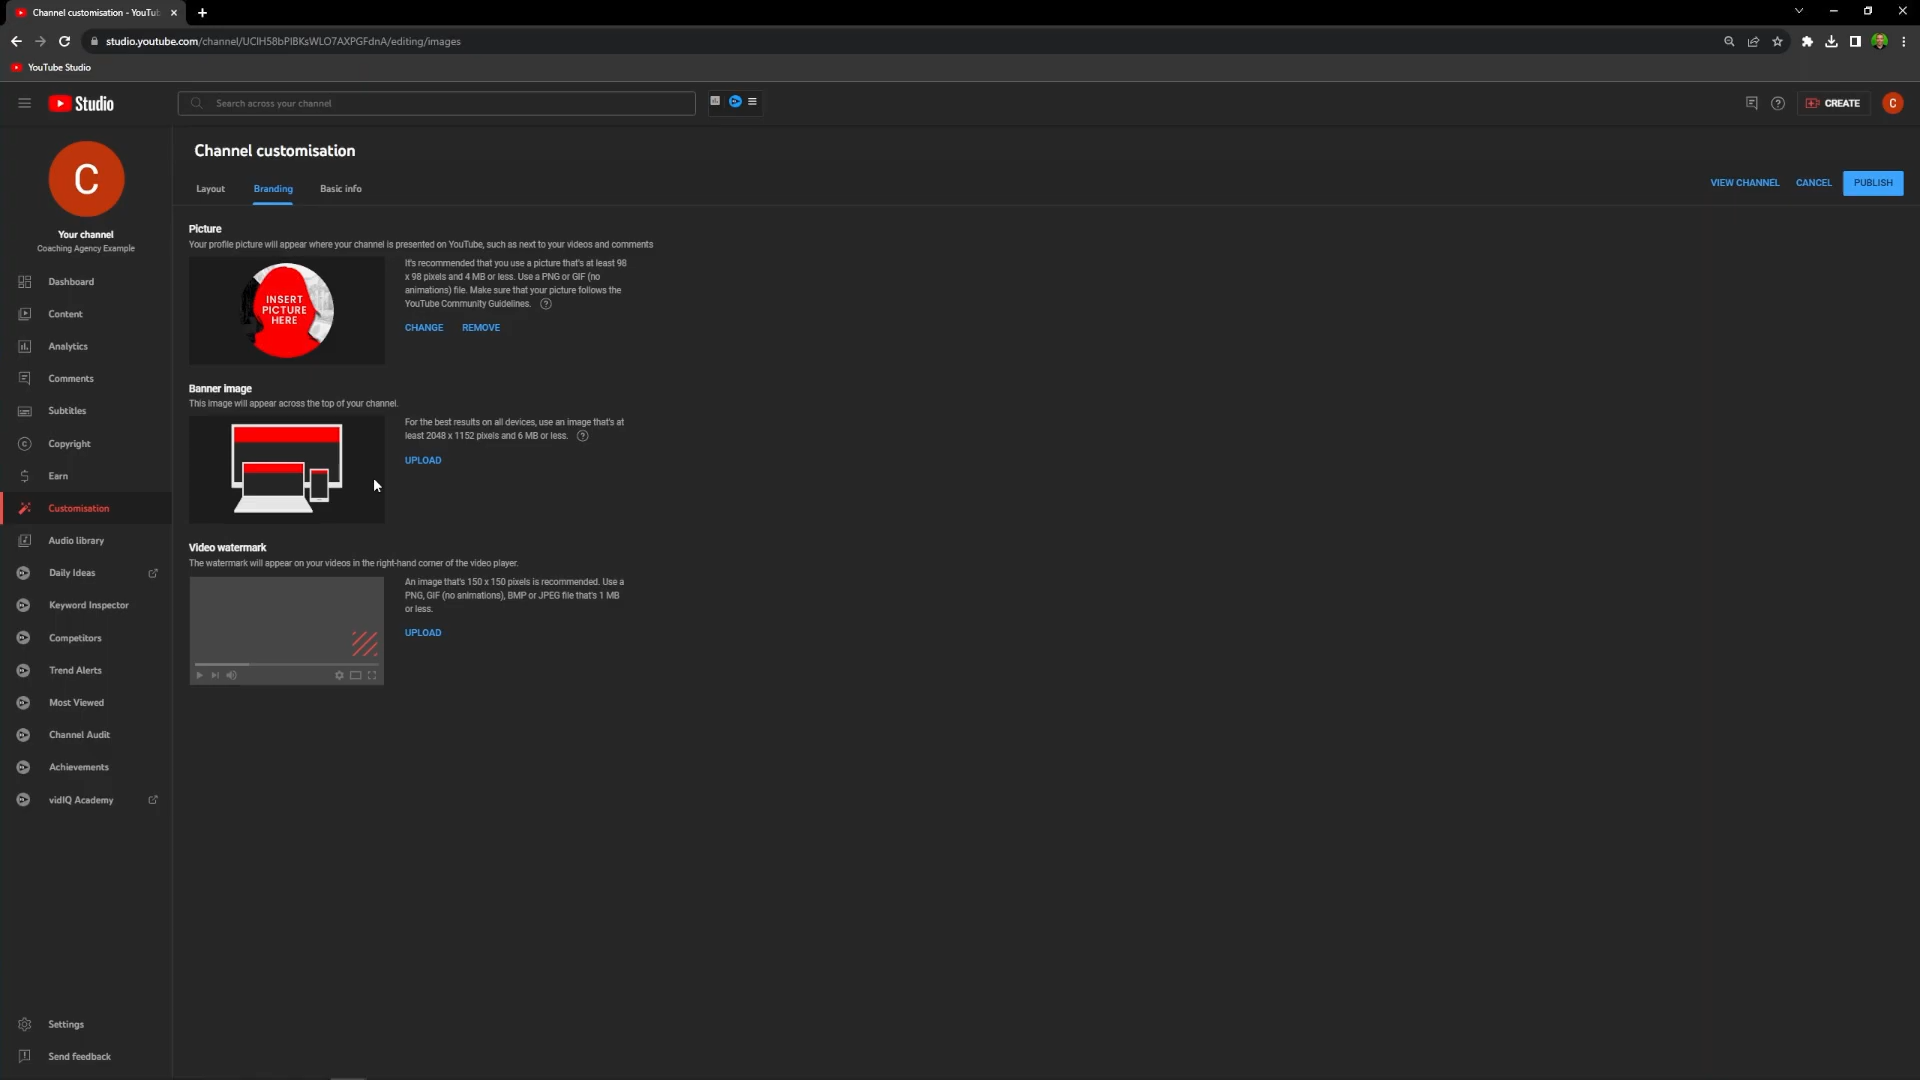 Channel customisation - YouTub
studio.youtube.com/channel/UCIH58bPIBKsWLO7AXPGFdnA/editing/images
YouTube Studio
Studio
Search across your channel
CREATE
C
C
Your channel
Coaching Agency Example
Dashboard
Content
Analytics
Comments
Subtitles
Copyright
Earn
Customisation
Audio library
Daily Ideas
Keyword Inspector
Competitors
Trend Alerts
Most Viewed
Channel Audit
Achievements
vidIQ Academy
Settings
Send feedback
Channel customisation
Layout
Branding
Basic info
VIEW CHANNEL
CANCEL
PUBLISH
Picture
Your profile picture will appear where your channel is presented on YouTube, such as next to your videos and comments
INSERT
PICTURE
HERE
It's recommended that you use a picture that's at least 98
x 98 pixels and 4 MB or less. Use a PNG or GIF (no
animations) file. Make sure that your picture follows the
YouTube Community Guidelines.
CHANGE
REMOVE
Banner image
This image will appear across the top of your channel.
For the best results on all devices, use an image that's at
least 2048 x 1152 pixels and 6 MB or less.
UPLOAD
Video watermark
The watermark will appear on your videos in the right-hand corner of the video player.
An image that's 150 x 150 pixels is recommended. Use a
PNG, GIF (no animations), BMP or JPEG file that's 1 MB
or less.
UPLOAD